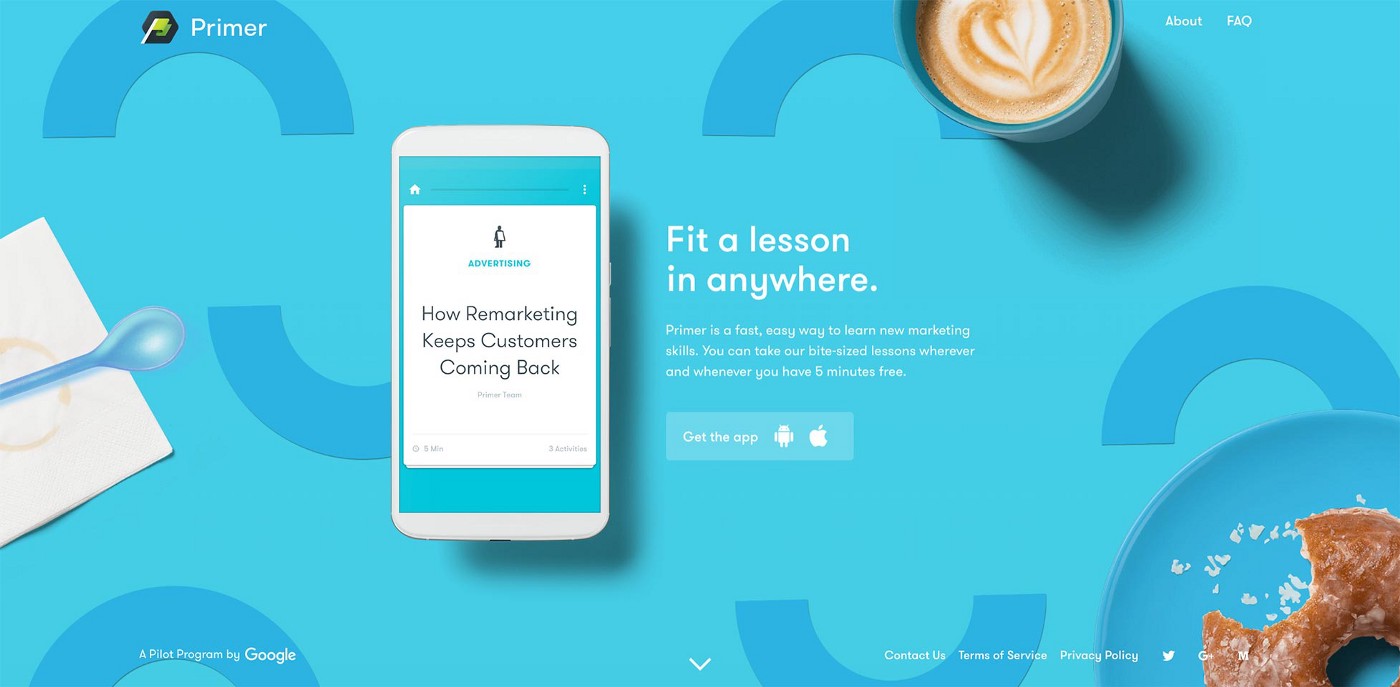 Primer
About
FAQ
ADVERTISING
How Remarketing
Keeps Customers
Coming Back
Primer Team
5 Min
3 Activities
Fit a lesson
in anywhere.
Primer is a fast, easy way to learn new marketing
skills. You can take our bite-sized lessons wherever
and whenever you have 5 minutes free.
Get the app
A Pilot Program by Google
Contact Us
Terms of Service
Privacy Policy
G+
M